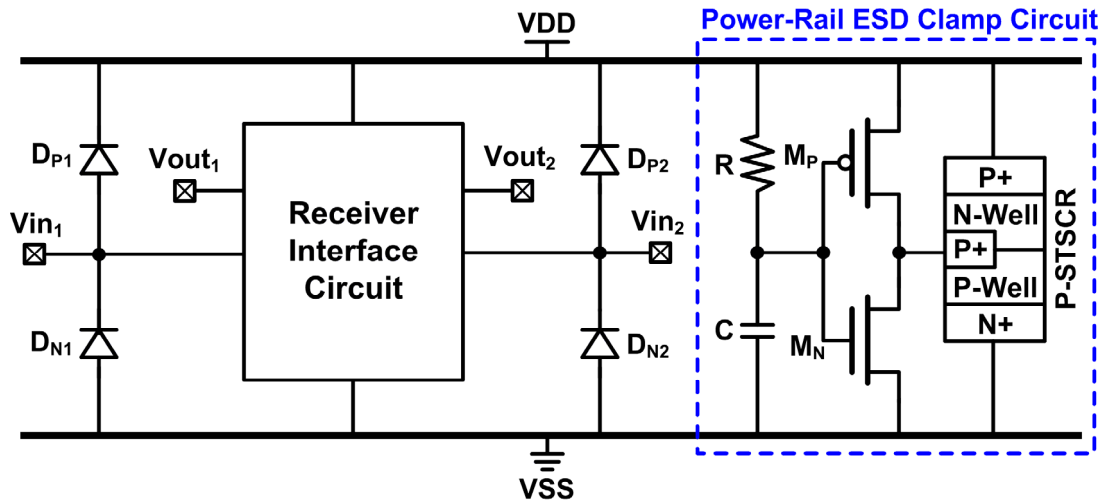 Power-Rail ESD Clamp Circuit
VDD
DP1
Vout1
Vout2
DP2
R
MP
P+
N-Well
P+
P-Well
N+
P-STSCR
Vin1
Receiver
Interface
Circuit
Vin2
DN1
DN2
C
MN
VSS